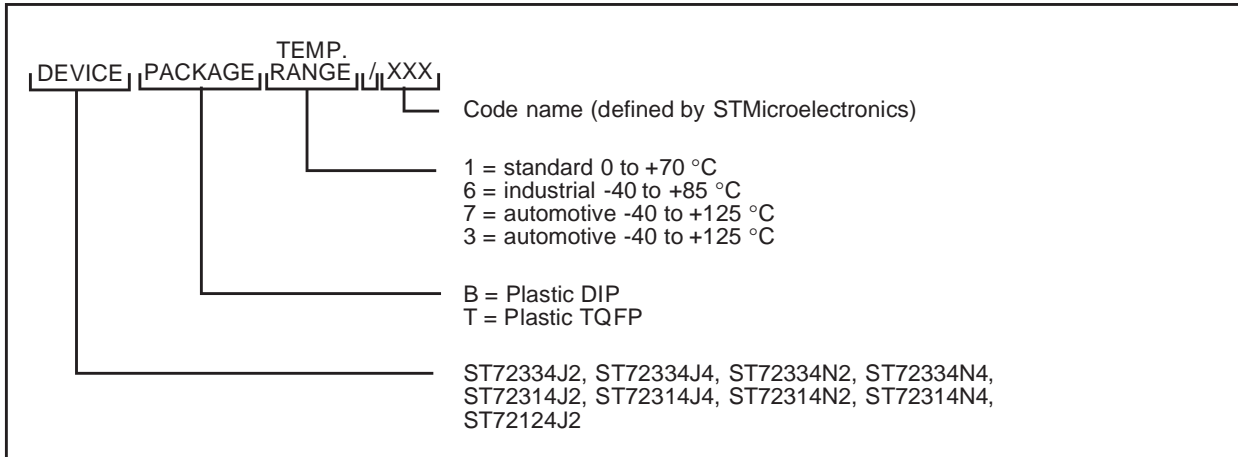 TEMP.
DEVICE PACKAGE RANGE / XXX
Code name (defined by STMicroelectronics)
1 = standard 0 to +70 °C
6 = industrial -40 to +85 °C
7 = automotive -40 to +125 °C
3 = automotive -40 to +125 °C
B = Plastic DIP
T = Plastic TQFP
ST72334J2, ST72334J4, ST72334N2, ST72334N4,
ST72314J2, ST72314J4, ST72314N2, ST72314N4,
ST72124J2